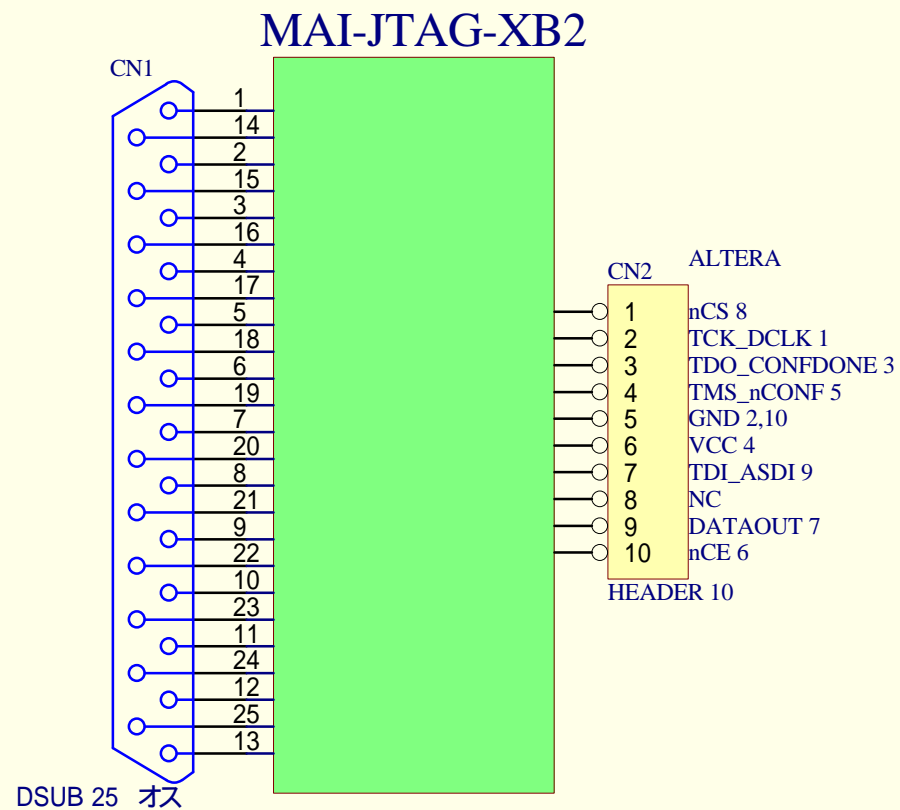 MAI-JTAG-XB2
CN1
1
14
2
15
3
16
4
17
5
18
6
19
7
20
8
21
9
22
10
23
11
24
12
25
13
DSUB 25 オス
ALTERA
CN2
1 nCS 8
2 TCK_DCLK 1
3 TDO_CONFDONE 3
4 TMS_nCONF 5
5 GND 2,10
6 VCC 4
7 TDI_ASDI 9
8 NC
9 DATAOUT 7
10 nCE 6
HEADER 10